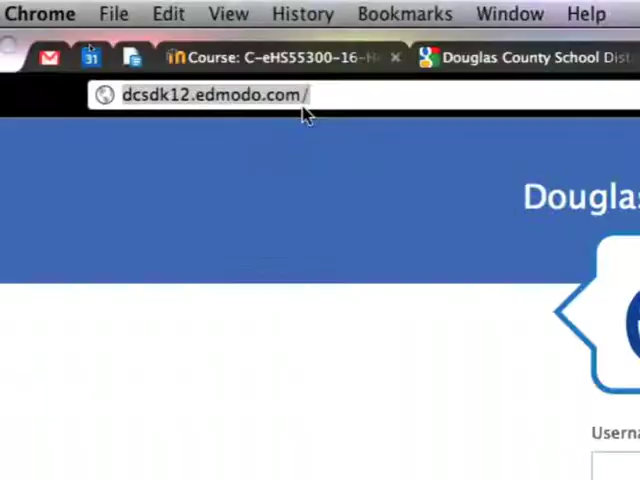 Chrome File Edit View History Bookmarks Window Help
31 Course: C-eHS55300-16-H Douglas County School Dist
dcsdk12.edmodo.com/
Douglas
Userna